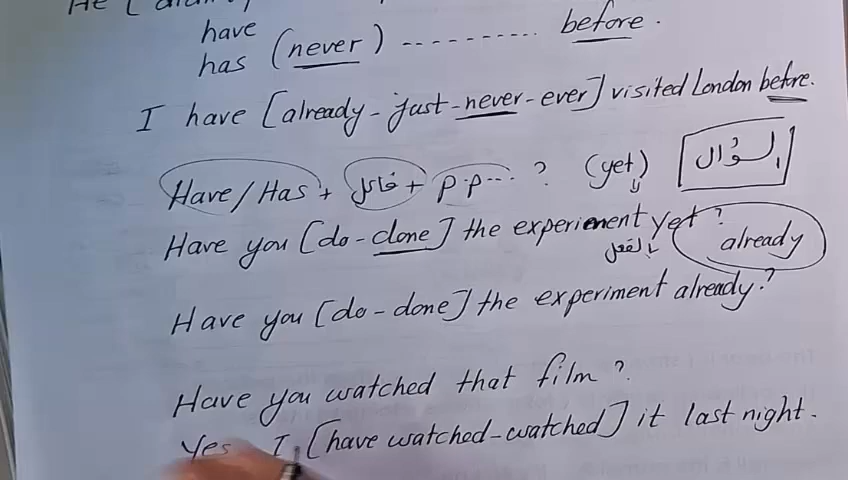 He [
have
has (never) ---------- before.
I have [already - just - never - ever] visited London before.
Have/Has + فاعل + p.p... ? (yet) السؤال
Have you [do - done] the experiment yet?
بالفعل already
Have you [do - done] the experiment already?
Have you watched that film?
Yes I [have watched - watched] it last night.